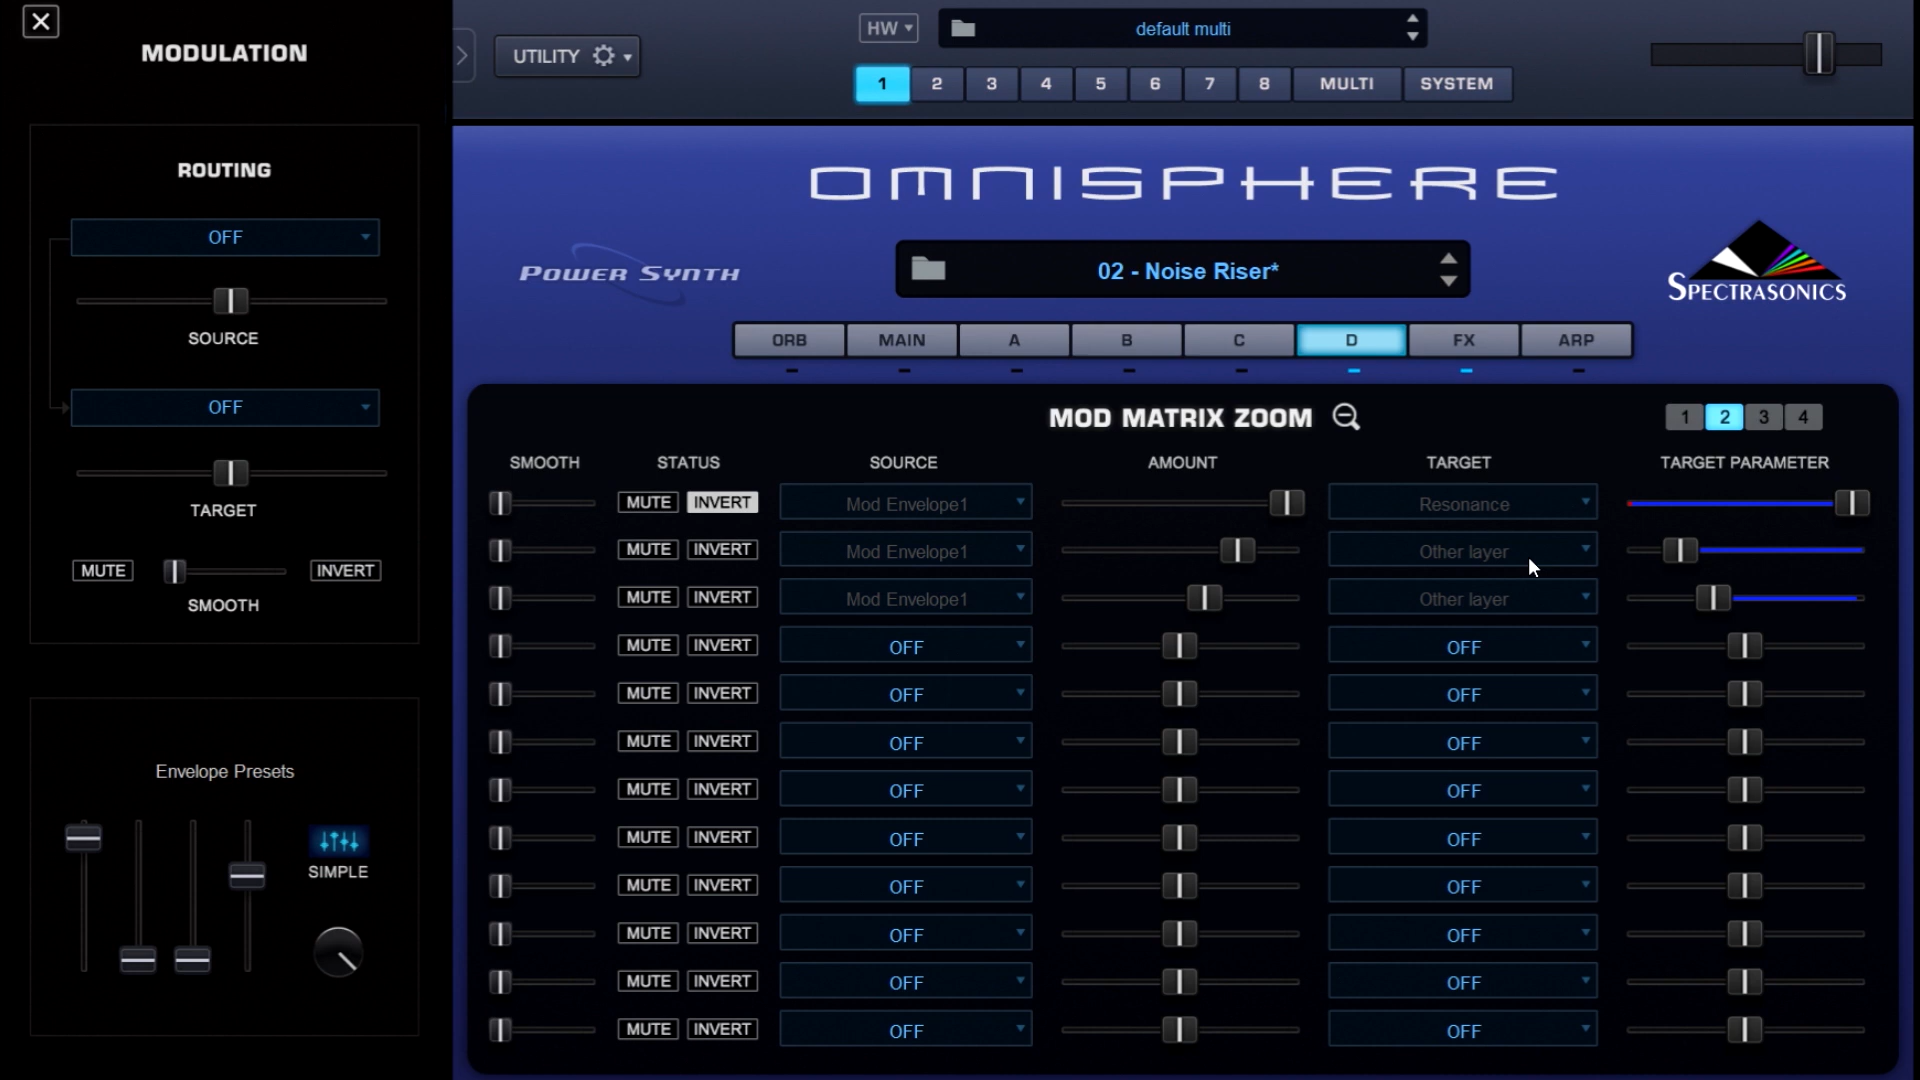 MODULATION
ROUTING
OFF
SOURCE
OFF
TARGET
MUTE INVERT
SMOOTH
Envelope Presets
SIMPLE
UTILITY
HW default multi
1 2 3 4 5 6 7 8 MULTI SYSTEM
OMNISPHERE
POWER SYNTH
02 - Noise Riser*
SPECTRASONICS
ORB MAIN A B C D FX ARP
MOD MATRIX ZOOM 1 2 3 4
SMOOTH STATUS SOURCE AMOUNT TARGET TARGET PARAMETER
MUTE INVERT Mod Envelope1 Resonance
MUTE INVERT Mod Envelope1 Other layer
MUTE INVERT Mod Envelope1 Other layer
MUTE INVERT OFF OFF
MUTE INVERT OFF OFF
MUTE INVERT OFF OFF
MUTE INVERT OFF OFF
MUTE INVERT OFF OFF
MUTE INVERT OFF OFF
MUTE INVERT OFF OFF
MUTE INVERT OFF OFF
MUTE INVERT OFF OFF